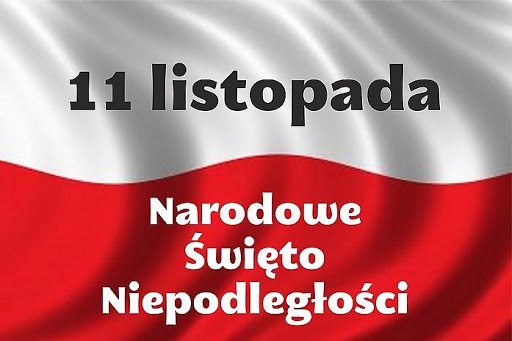 11 listopada
Narodowe
Święto
Niepodległości